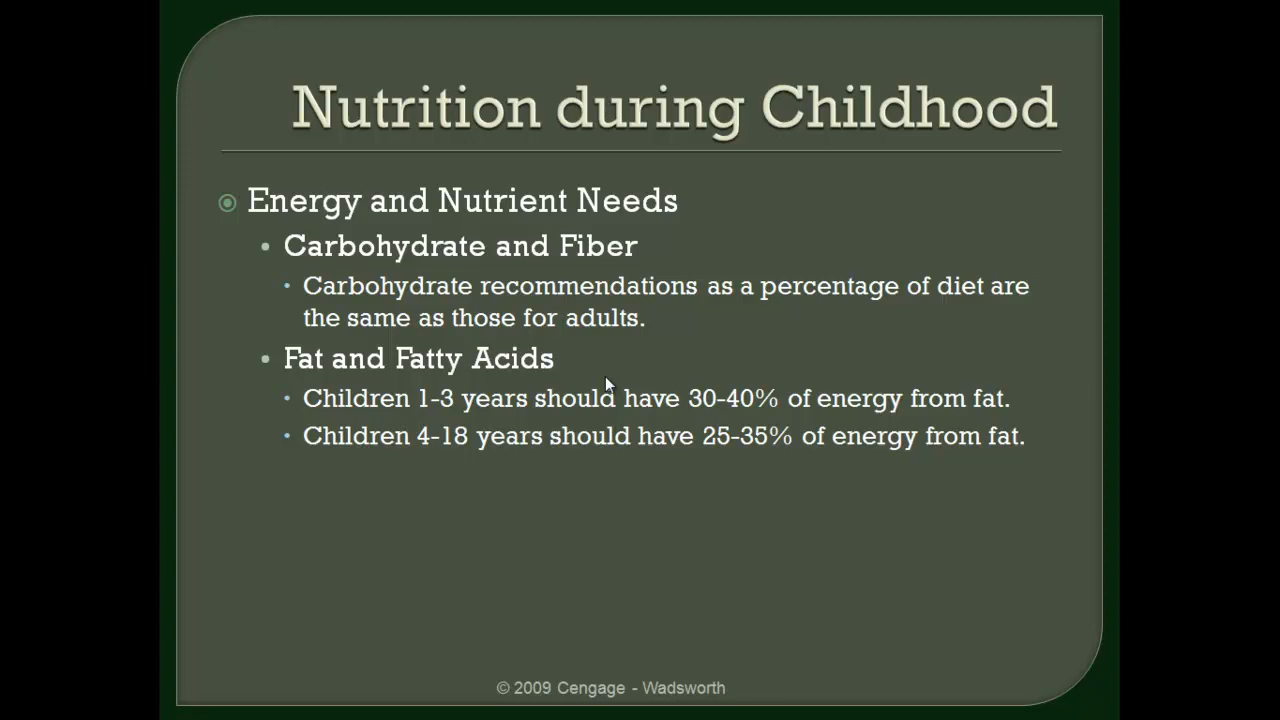 Nutrition during Childhood
Energy and Nutrient Needs
Carbohydrate and Fiber
Carbohydrate recommendations as a percentage of diet are
the same as those for adults.
Fat and Fatty Acids
Children 1-3 years should have 30-40% of energy from fat.
Children 4-18 years should have 25-35% of energy from fat.
© 2009 Cengage - Wadsworth